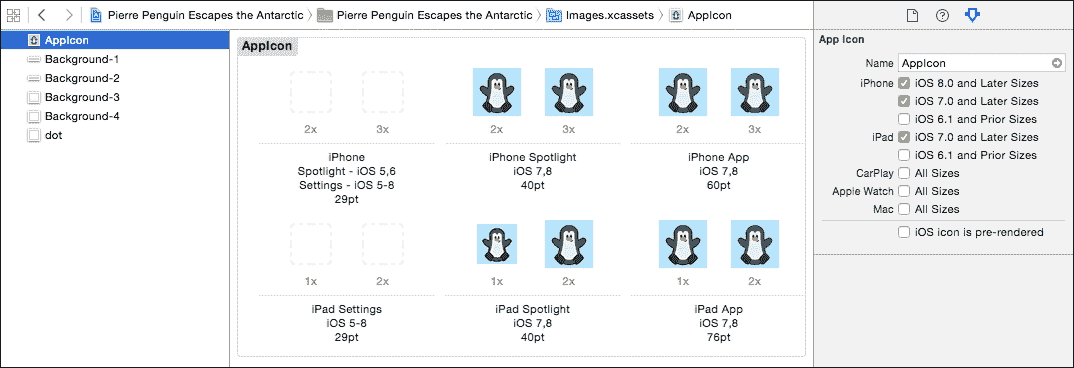 Pierre Penguin Escapes the Antarctic Pierre Penguin Escapes the Antarctic Images.xcassets AppIcon
AppIcon
Background-1
Background-2
Background-3
Background-4
dot
AppIcon
2x 3x 2x 3x 2x 3x
iPhone
Spotlight - iOS 5,6
Settings - iOS 5-8
29pt
iPhone Spotlight
iOS 7,8
40pt
iPhone App
iOS 7,8
60pt
1x 2x 1x 2x 1x 2x
iPad Settings
iOS 5-8
29pt
iPad Spotlight
iOS 7,8
40pt
iPad App
iOS 7,8
76pt
App Icon
Name AppIcon
iPhone iOS 8.0 and Later Sizes
iOS 7.0 and Later Sizes
iOS 6.1 and Prior Sizes
iPad iOS 7.0 and Later Sizes
iOS 6.1 and Prior Sizes
CarPlay All Sizes
Apple Watch All Sizes
Mac All Sizes
iOS icon is pre-rendered